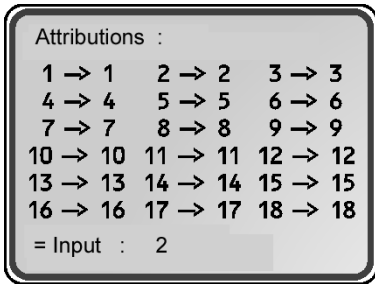 Attributions :
1 -> 1 2 -> 2 3 -> 3
4 -> 4 5 -> 5 6 -> 6
7 -> 7 8 -> 8 9 -> 9
10 -> 10 11 -> 11 12 -> 12
13 -> 13 14 -> 14 15 -> 15
16 -> 16 17 -> 17 18 -> 18
= Input : 2